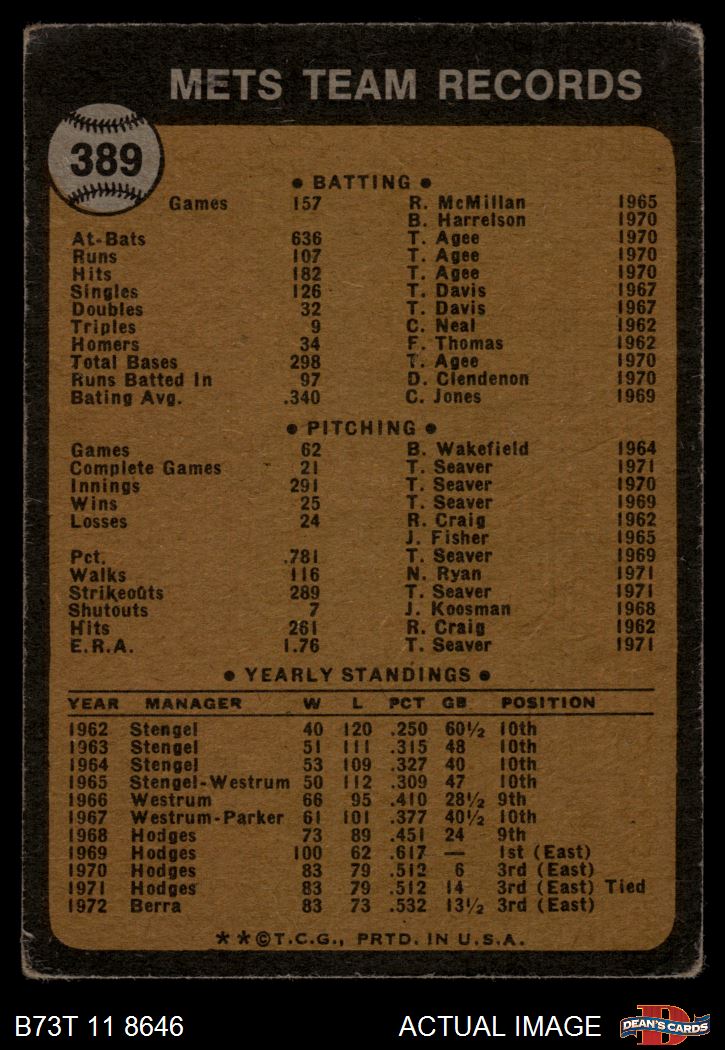 METS TEAM RECORDS
389
• BATTING •
Games 157 R. McMillan 1965
B. Harrelson 1970
At-Bats 636 T. Agee 1970
Runs 107 T. Agee 1970
Hits 182 T. Agee 1970
Singles 126 T. Davis 1967
Doubles 32 T. Davis 1967
Triples 9 C. Neal 1962
Homers 34 F. Thomas 1962
Total Bases 298 T. Agee 1970
Runs Batted In 97 D. Clendenon 1970
Bating Avg. .340 C. Jones 1969
• PITCHING •
Games 62 B. Wakefield 1964
Complete Games 21 T. Seaver 1971
Innings 291 T. Seaver 1970
Wins 25 T. Seaver 1969
Losses 24 R. Craig 1962
J. Fisher 1965
Pct. .781 T. Seaver 1969
Walks 116 N. Ryan 1971
Strikeouts 289 T. Seaver 1971
Shutouts 7 J. Koosman 1968
Hits 261 R. Craig 1962
E.R.A. 1.76 T. Seaver 1971
• YEARLY STANDINGS •
YEAR MANAGER W L PCT GB POSITION
1962 Stengel 40 120 .250 60½ 10th
1963 Stengel 51 111 .315 48 10th
1964 Stengel 53 109 .327 40 10th
1965 Stengel-Westrum 50 112 .309 47 10th
1966 Westrum 66 95 .410 28½ 9th
1967 Westrum-Parker 61 101 .377 40½ 10th
1968 Hodges 73 89 .451 24 9th
1969 Hodges 100 62 .617 — 1st (East)
1970 Hodges 83 79 .512 6 3rd (East)
1971 Hodges 83 79 .512 14 3rd (East) Tied
1972 Berra 83 73 .532 13½ 3rd (East)
★ ★ © T.C.G., PRTD. IN U.S.A.
B73T 11 8646 ACTUAL IMAGE
D
DEAN'S CARDS